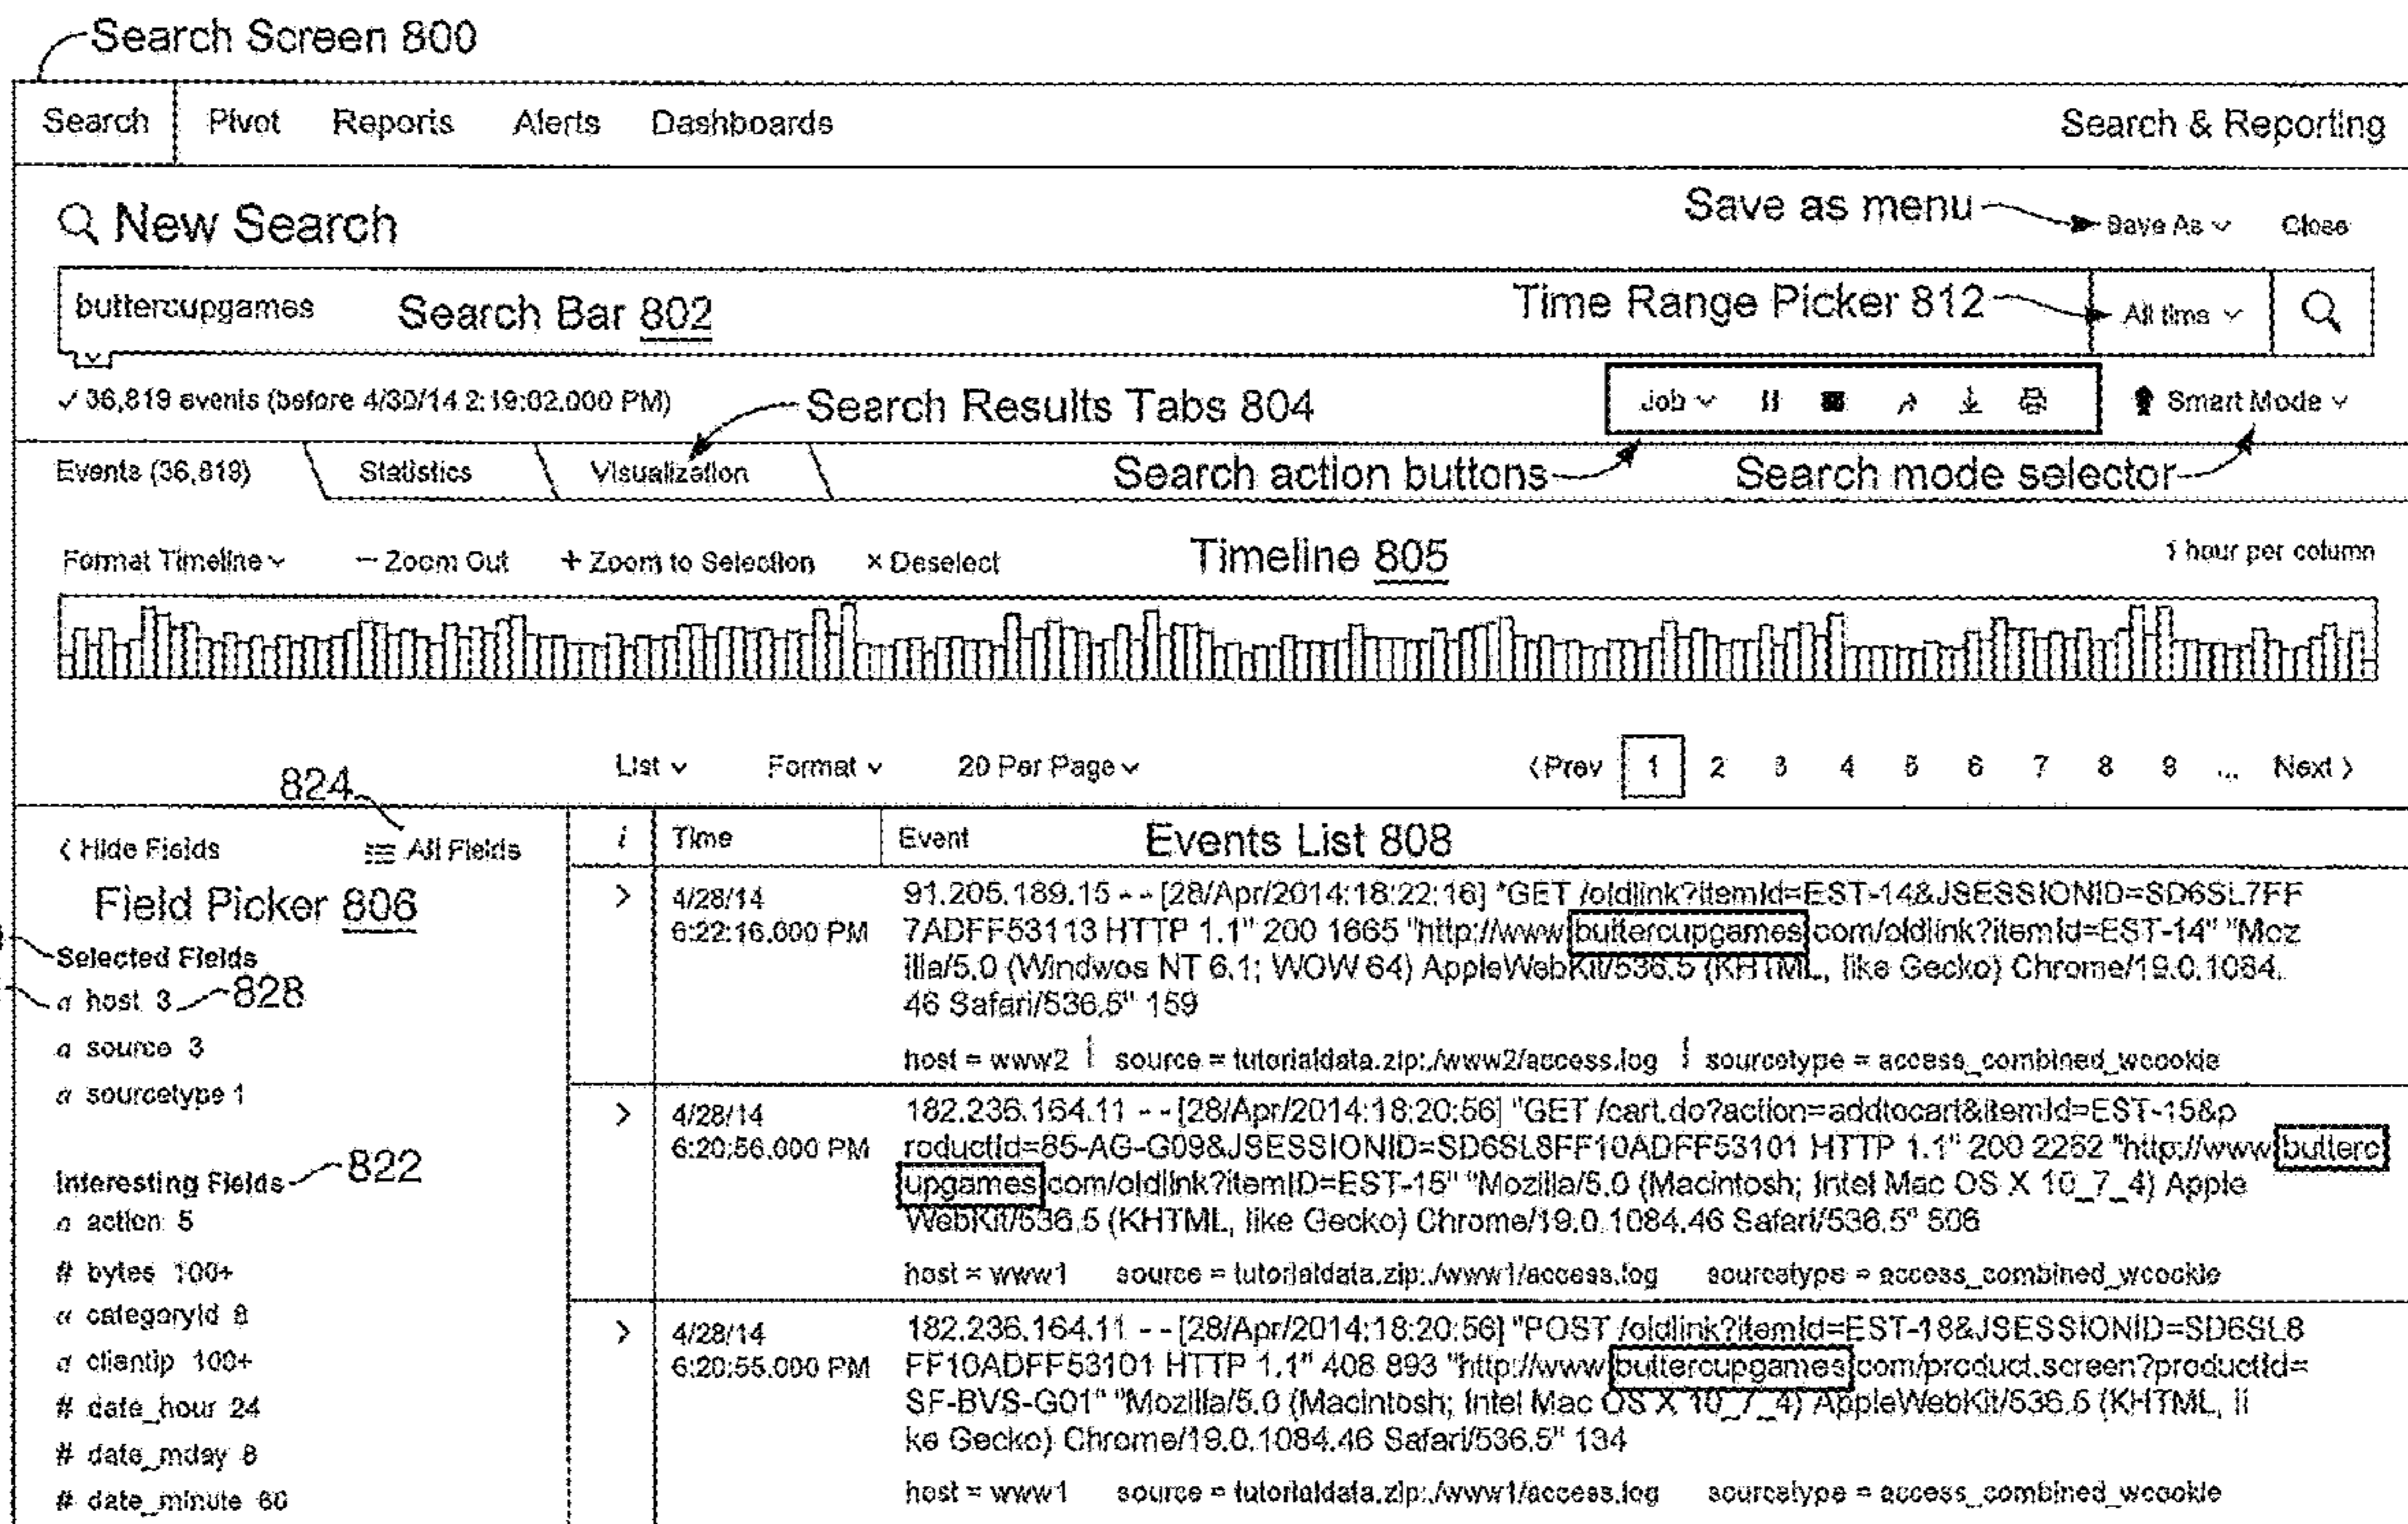 Search Screen 800
Search Pivot Reports Alerts Dashboards Search & Reporting
New Search Save as menu Save As Close
buttercupgames Search Bar 802 Time Range Picker 812 All time
36,819 events (before 4/30/14 2:19:02.000 PM) Search Results Tabs 804 Job Smart Mode
Events (36,819) Statistics Visualization Search action buttons Search mode selector
Format Timeline − Zoom Out + Zoom to Selection × Deselect Timeline 805 1 hour per column
List Format 20 Per Page <Prev 1 2 3 4 5 6 7 8 9 ... Next >
824
< Hide Fields All Fields
Field Picker 806
Selected Fields
a host 3 828
a source 3
a sourcetype 1
Interesting Fields 822
a action 5
# bytes 100+
a categoryId 8
a clientip 100+
# date_hour 24
# date_mday 8
# date_minute 60
i Time Event Events List 808
> 4/28/14
6:22:16.000 PM
91.205.189.15 - - [28/Apr/2014:18:22:16] "GET /oldlink?itemId=EST-14&JSESSIONID=SD6SL7FF
7ADFF53113 HTTP 1.1" 200 1665 "http://www.buttercupgames.com/oldlink?itemId=EST-14" "Moz
illa/5.0 (Windwos NT 6.1; WOW 64) AppleWebKit/536.5 (KHTML, like Gecko) Chrome/19.0.1084.
46 Safari/536.5" 159
host = www2 source = tutorialdata.zip:./www2/access.log sourcetype = access_combined_wcookie
> 4/28/14
6:20:56.000 PM
182.236.164.11 - - [28/Apr/2014:18:20:56] "GET /cart.do?action=addtocart&itemId=EST-15&p
roductId=85-AG-G09&JSESSIONID=SD6SL8FF10ADFF53101 HTTP 1.1" 200 2252 "http://www.butterc
upgames.com/oldlink?itemID=EST-15" "Mozilla/5.0 (Macintosh; Intel Mac OS X 10_7_4) Apple
WebKit/536.5 (KHTML, like Gecko) Chrome/19.0.1084.46 Safari/536.5" 506
host = www1 source = tutorialdata.zip:./www1/access.log sourcetype = access_combined_wcookie
> 4/28/14
6:20:55.000 PM
182.236.164.11 - - [28/Apr/2014:18:20:56] "POST /oldlink?itemId=EST-18&JSESSIONID=SD6SL8
FF10ADFF53101 HTTP 1.1" 408 893 "http://www.buttercupgames.com/product.screen?productId=
SF-BVS-G01" "Mozilla/5.0 (Macintosh; Intel Mac OS X 10_7_4) AppleWebKit/536.5 (KHTML, li
ke Gecko) Chrome/19.0.1084.46 Safari/536.5" 134
host = www1 source = tutorialdata.zip:./www1/access.log sourcetype = access_combined_wcookie